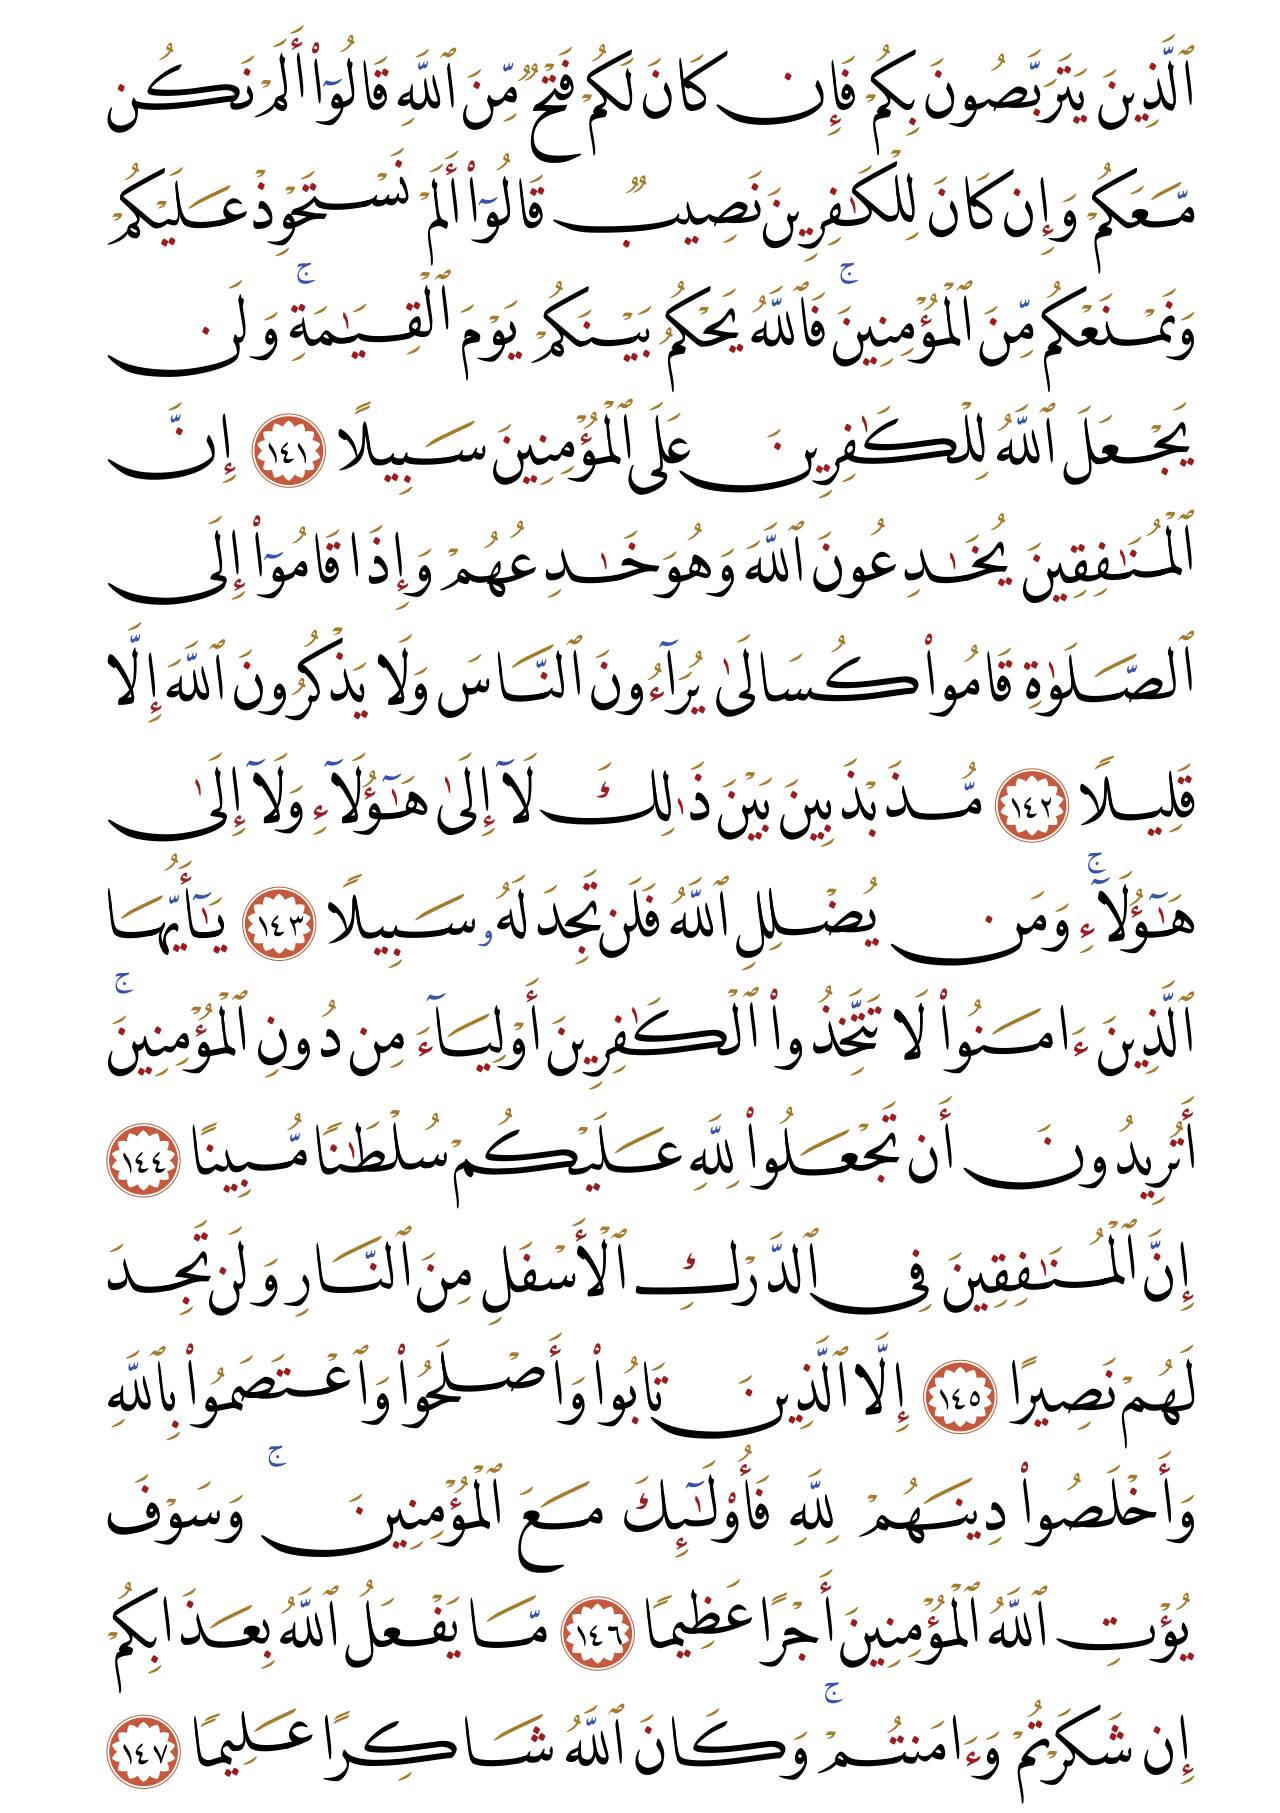 ٱلَّذِينَ يَتَرَبَّصُونَ بِكُمْ فَإِن كَانَ لَكُمْ فَتْحٌ مِّنَ ٱللَّهِ قَالُوٓا۟ أَلَمْ نَكُن
مَّعَكُمْ وَإِن كَانَ لِلْكَٰفِرِينَ نَصِيبٌ قَالُوٓا۟ أَلَمْ نَسْتَحْوِذْ عَلَيْكُمْ
وَنَمْنَعْكُم مِّنَ ٱلْمُؤْمِنِينَ ۚ فَٱللَّهُ يَحْكُمُ بَيْنَكُمْ يَوْمَ ٱلْقِيَٰمَةِ ۚ وَلَن
يَجْعَلَ ٱللَّهُ لِلْكَٰفِرِينَ عَلَى ٱلْمُؤْمِنِينَ سَبِيلًا ١٤١ إِنَّ
ٱلْمُنَٰفِقِينَ يُخَٰدِعُونَ ٱللَّهَ وَهُوَ خَٰدِعُهُمْ وَإِذَا قَامُوٓا۟ إِلَى
ٱلصَّلَوٰةِ قَامُوا۟ كُسَالَىٰ يُرَآءُونَ ٱلنَّاسَ وَلَا يَذْكُرُونَ ٱللَّهَ إِلَّا
قَلِيلًا ١٤٢ مُّذَبْذَبِينَ بَيْنَ ذَٰلِكَ لَآ إِلَىٰ هَٰٓؤُلَآءِ وَلَآ إِلَىٰ
هَٰٓؤُلَآءِ ۚ وَمَن يُضْلِلِ ٱللَّهُ فَلَن تَجِدَ لَهُۥ سَبِيلًا ١٤٣ يَٰٓأَيُّهَا
ٱلَّذِينَ ءَامَنُوا۟ لَا تَتَّخِذُوا۟ ٱلْكَٰفِرِينَ أَوْلِيَآءَ مِن دُونِ ٱلْمُؤْمِنِينَ ۚ
أَتُرِيدُونَ أَن تَجْعَلُوا۟ لِلَّهِ عَلَيْكُمْ سُلْطَٰنًا مُّبِينًا ١٤٤
إِنَّ ٱلْمُنَٰفِقِينَ فِى ٱلدَّرْكِ ٱلْأَسْفَلِ مِنَ ٱلنَّارِ وَلَن تَجِدَ
لَهُمْ نَصِيرًا ١٤٥ إِلَّا ٱلَّذِينَ تَابُوا۟ وَأَصْلَحُوا۟ وَٱعْتَصَمُوا۟ بِٱللَّهِ
وَأَخْلَصُوا۟ دِينَهُمْ لِلَّهِ فَأُو۟لَٰٓئِكَ مَعَ ٱلْمُؤْمِنِينَ ۖ وَسَوْفَ
يُؤْتِ ٱللَّهُ ٱلْمُؤْمِنِينَ أَجْرًا عَظِيمًا ١٤٦ مَّا يَفْعَلُ ٱللَّهُ بِعَذَابِكُمْ
إِن شَكَرْتُمْ وَءَامَنتُمْ ۚ وَكَانَ ٱللَّهُ شَاكِرًا عَلِيمًا ١٤٧